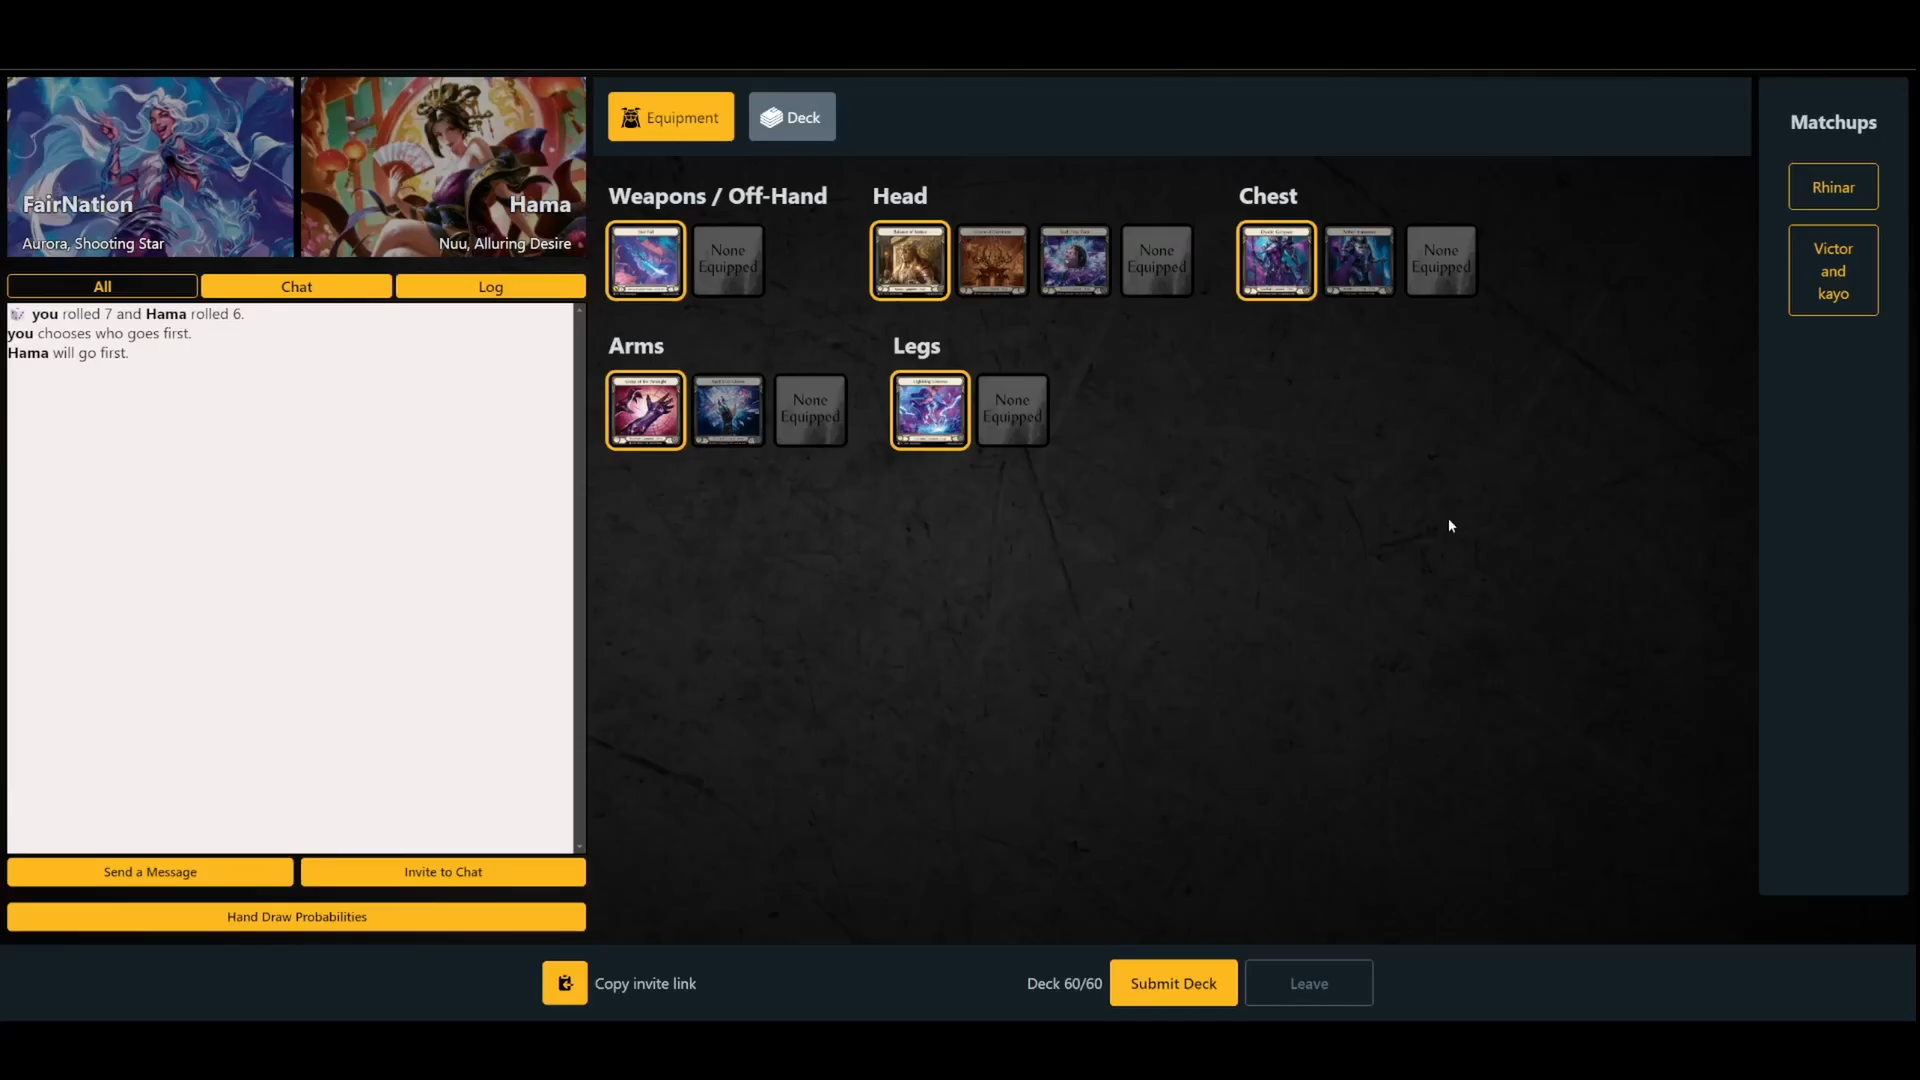 FairNation
Aurora, Shooting Star
Hama
Nuu, Alluring Desire
All
Chat
Log
you rolled 7 and Hama rolled 6.
you chooses who goes first.
Hama will go first.
Send a Message
Invite to Chat
Hand Draw Probabilities
Equipment
Deck
Weapons / Off-Hand
Head
Chest
Star Fall
None
Equipped
None
Equipped
None
Equipped
Arms
Legs
None
Equipped
None
Equipped
Matchups
Rhinar
Victor
and
kayo
Copy invite link
Deck 60/60
Submit Deck
Leave